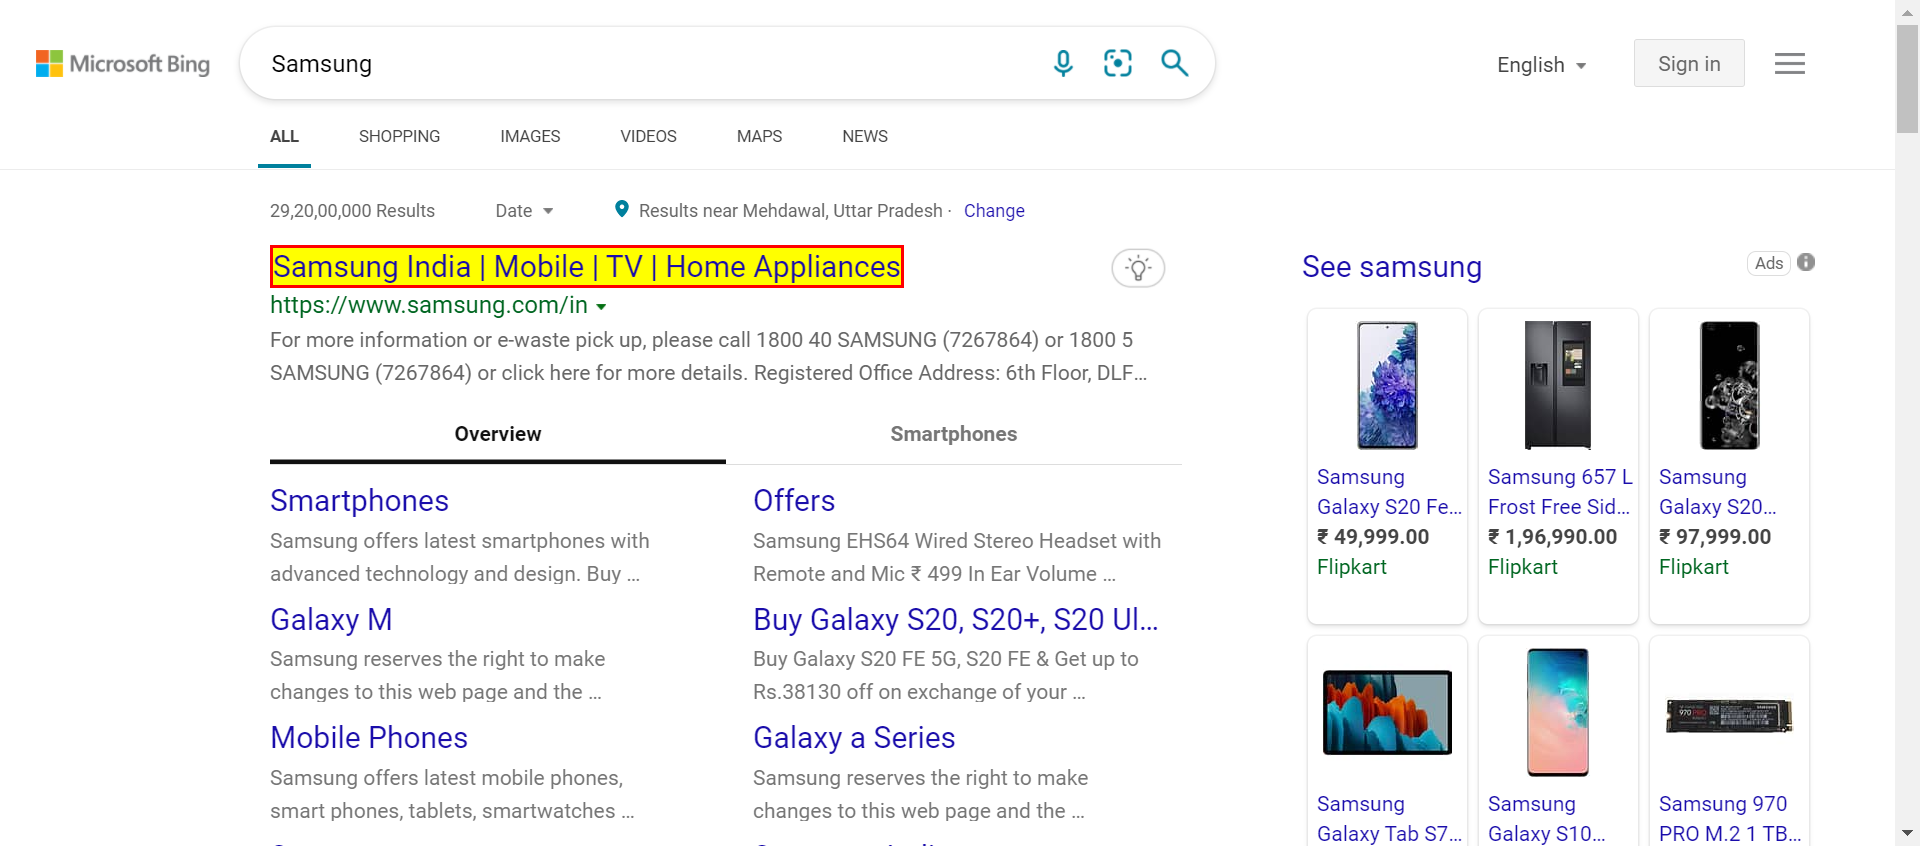 Microsoft Bing
Samsung
English
Sign in
ALL
SHOPPING
IMAGES
VIDEOS
MAPS
NEWS
29,20,00,000 Results
Date
Results near Mehdawal, Uttar Pradesh ·
Change
Samsung India | Mobile | TV | Home Appliances
https://www.samsung.com/in
For more information or e-waste pick up, please call 1800 40 SAMSUNG (7267864) or 1800 5
SAMSUNG (7267864) or click here for more details. Registered Office Address: 6th Floor, DLF...
Overview
Smartphones
Smartphones
Samsung offers latest smartphones with
advanced technology and design. Buy ...
Offers
Samsung EHS64 Wired Stereo Headset with
Remote and Mic ₹ 499 In Ear Volume ...
Galaxy M
Samsung reserves the right to make
changes to this web page and the ...
Buy Galaxy S20, S20+, S20 Ul...
Buy Galaxy S20 FE 5G, S20 FE & Get up to
Rs.38130 off on exchange of your ...
Mobile Phones
Samsung offers latest mobile phones,
smart phones, tablets, smartwatches ...
Galaxy a Series
Samsung reserves the right to make
changes to this web page and the ...
See samsung
Ads
Samsung
Galaxy S20 Fe...
₹ 49,999.00
Flipkart
Samsung 657 L
Frost Free Sid...
₹ 1,96,990.00
Flipkart
Samsung
Galaxy S20...
₹ 97,999.00
Flipkart
Samsung
Galaxy Tab S7...
Samsung
Galaxy S10...
970 PRO
SAMSUNG
Samsung 970
PRO M.2 1 TB...